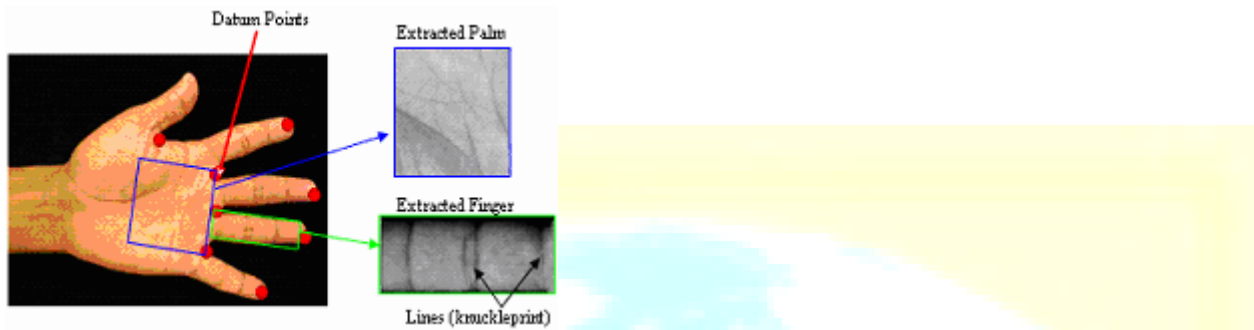 Datum Points
Extracted Palm
Extracted Finger
Lines (knuckleprint)